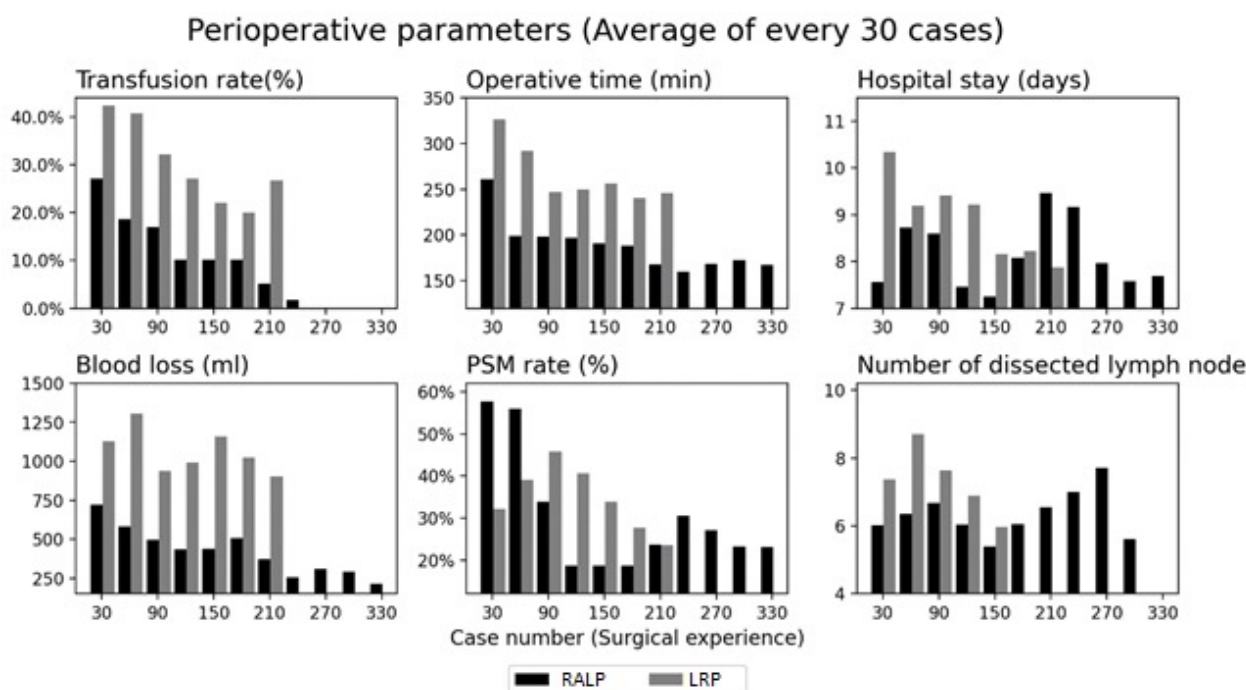 Perioperative parameters (Average of every 30 cases)
Transfusion rate(%)
40.0%
30.0%
20.0%
10.0%
0.0%
30 90 150 210 270 330
Operative time (min)
350
300
250
200
150
30 90 150 210 270 330
Hospital stay (days)
11
10
9
8
7
30 90 150 210 270 330
Blood loss (ml)
1500
1250
1000
750
500
250
30 90 150 210 270 330
PSM rate (%)
60%
50%
40%
30%
20%
30 90 150 210 270 330
Number of dissected lymph node
10
8
6
4
30 90 150 210 270 330
Case number (Surgical experience)
RALP LRP